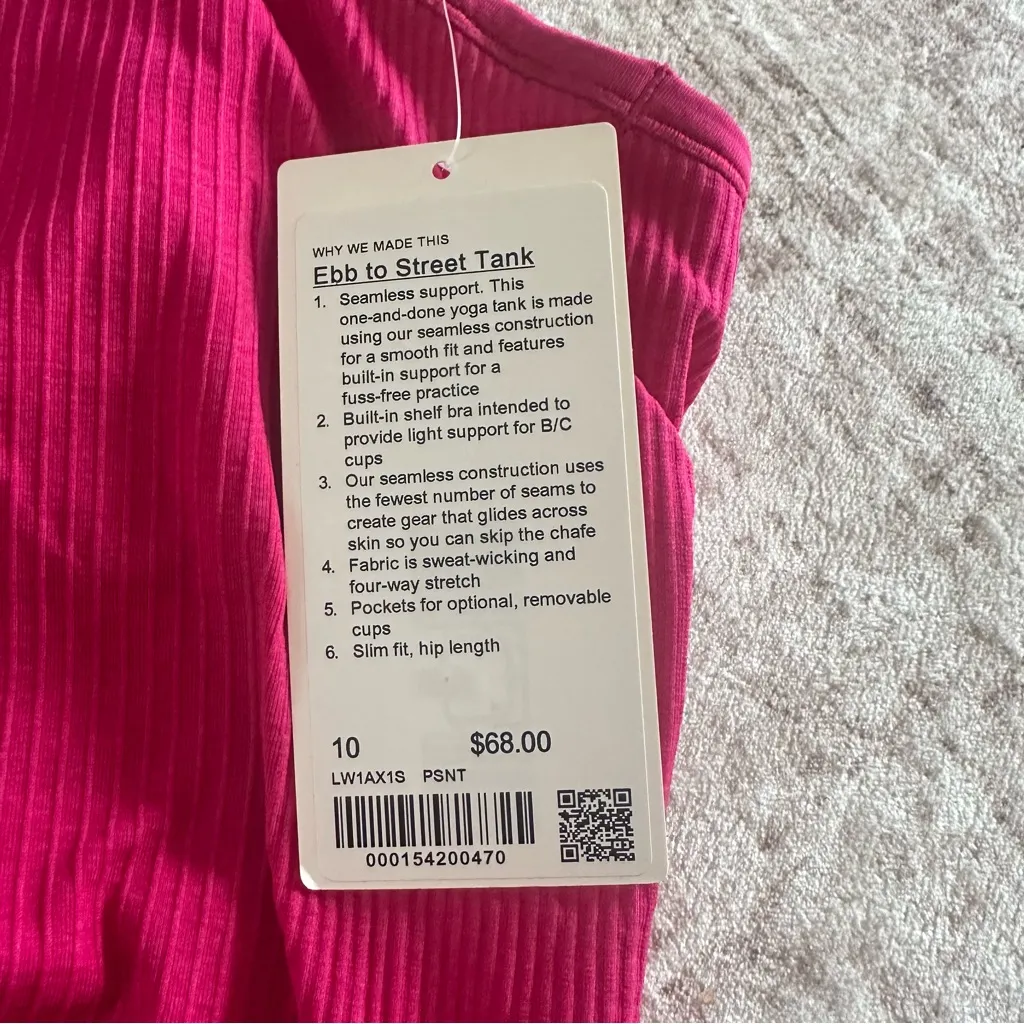 WHY WE MADE THIS
Ebb to Street Tank
1. Seamless support. This
one-and-done yoga tank is made
using our seamless construction
for a smooth fit and features
built-in support for a
fuss-free practice
2. Built-in shelf bra intended to
provide light support for B/C
cups
3. Our seamless construction uses
the fewest number of seams to
create gear that glides across
skin so you can skip the chafe
4. Fabric is sweat-wicking and
four-way stretch
5. Pockets for optional, removable
cups
6. Slim fit, hip length
10 $68.00
LW1AX1S PSNT
000154200470